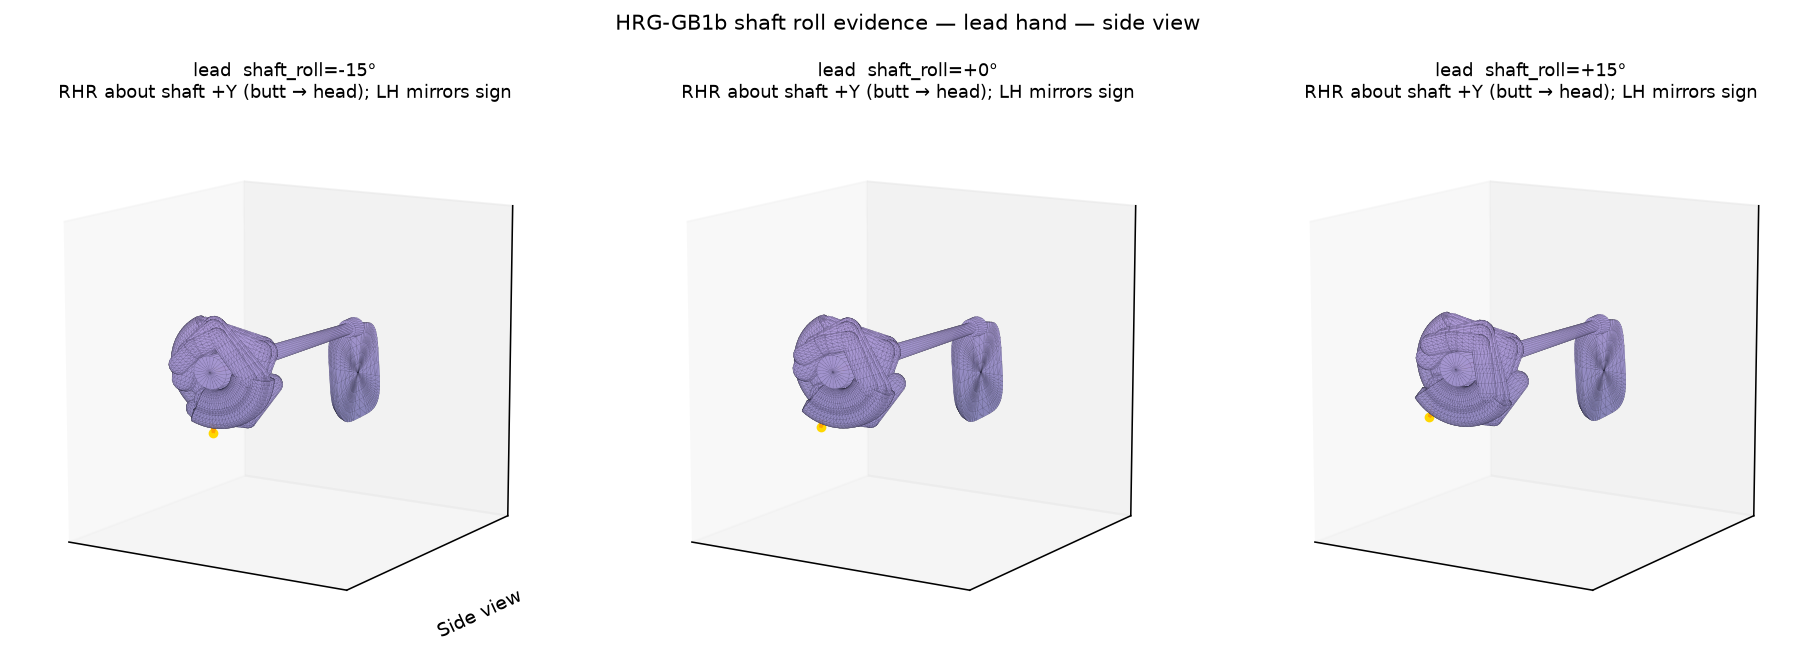 HRG-GB1b shaft roll evidence — lead hand — side view
lead  shaft_roll=-15°
RHR about shaft +Y (butt → head); LH mirrors sign
lead  shaft_roll=+0°
RHR about shaft +Y (butt → head); LH mirrors sign
lead  shaft_roll=+15°
RHR about shaft +Y (butt → head); LH mirrors sign
Side view